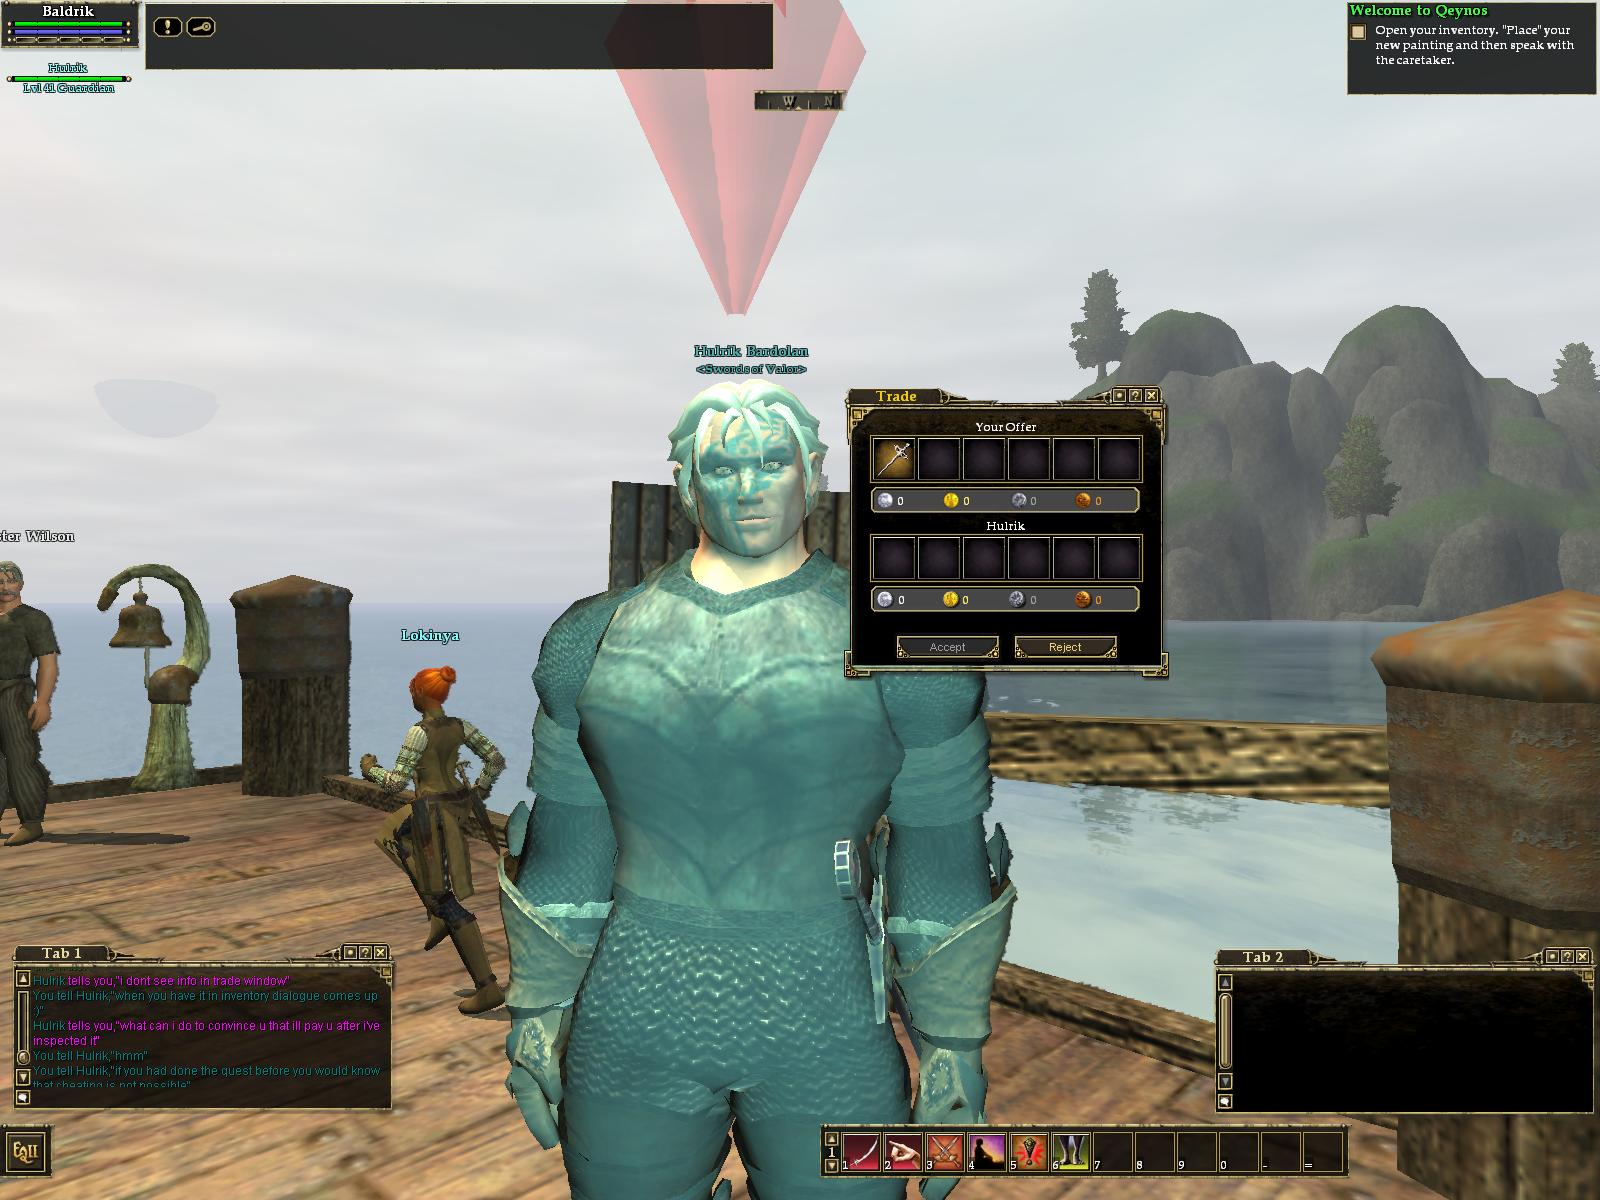 Baldrik
Hulrik
Lvl 41 Guardian
W N
Welcome to Qeynos
Open your inventory. "Place" your
new painting and then speak with
the caretaker.
Hulrik Bardolan
<Swords of Valor>
Trade
Your Offer
0 0 0 0
Hulrik
0 0 0 0
Accept
Reject
ter Wilson
Lokinya
Tab 1
Hulrik tells you,"i dont see info in trade window"
You tell Hulrik,"when you have it in inventory dialogue comes up
:)"
Hulrik tells you,"what can i do to convince u that ill pay u after i've
inspected it"
You tell Hulrik,"hmm"
You tell Hulrik,"if you had done the quest before you would know
that cheating is not possible"
Tab 2
EQII
1
1 2 3 4 5 6 7 8 9 0 - =